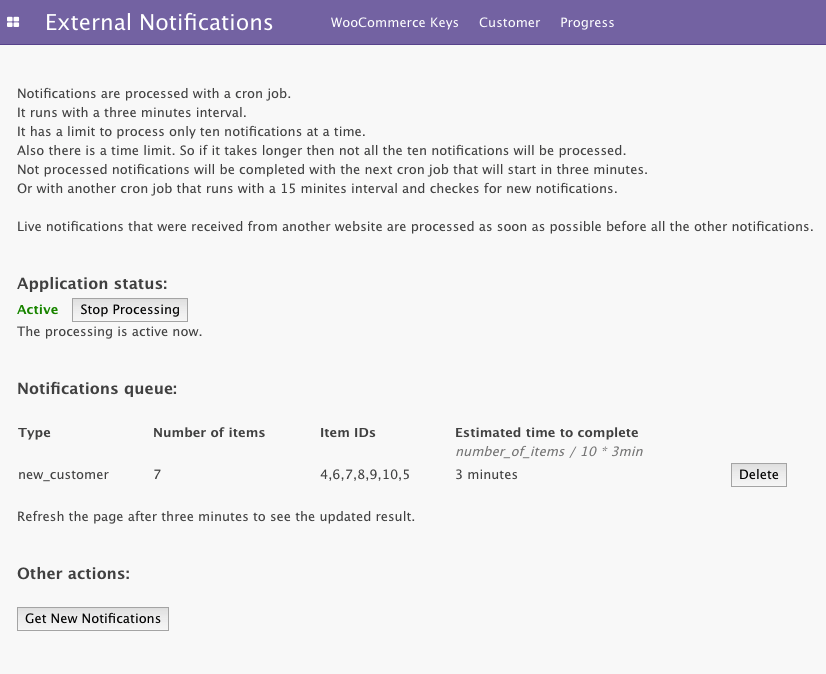 External Notifications WooCommerce Keys Customer Progress
Notifications are processed with a cron job.
It runs with a three minutes interval.
It has a limit to process only ten notifications at a time.
Also there is a time limit. So if it takes longer then not all the ten notifications will be processed.
Not processed notifications will be completed with the next cron job that will start in three minutes.
Or with another cron job that runs with a 15 minites interval and checkes for new notifications.
Live notifications that were received from another website are processed as soon as possible before all the other notifications.
Application status:
Active Stop Processing
The processing is active now.
Notifications queue:
Type Number of items Item IDs Estimated time to complete
number_of_items / 10 * 3min
new_customer 7 4,6,7,8,9,10,5 3 minutes Delete
Refresh the page after three minutes to see the updated result.
Other actions:
Get New Notifications